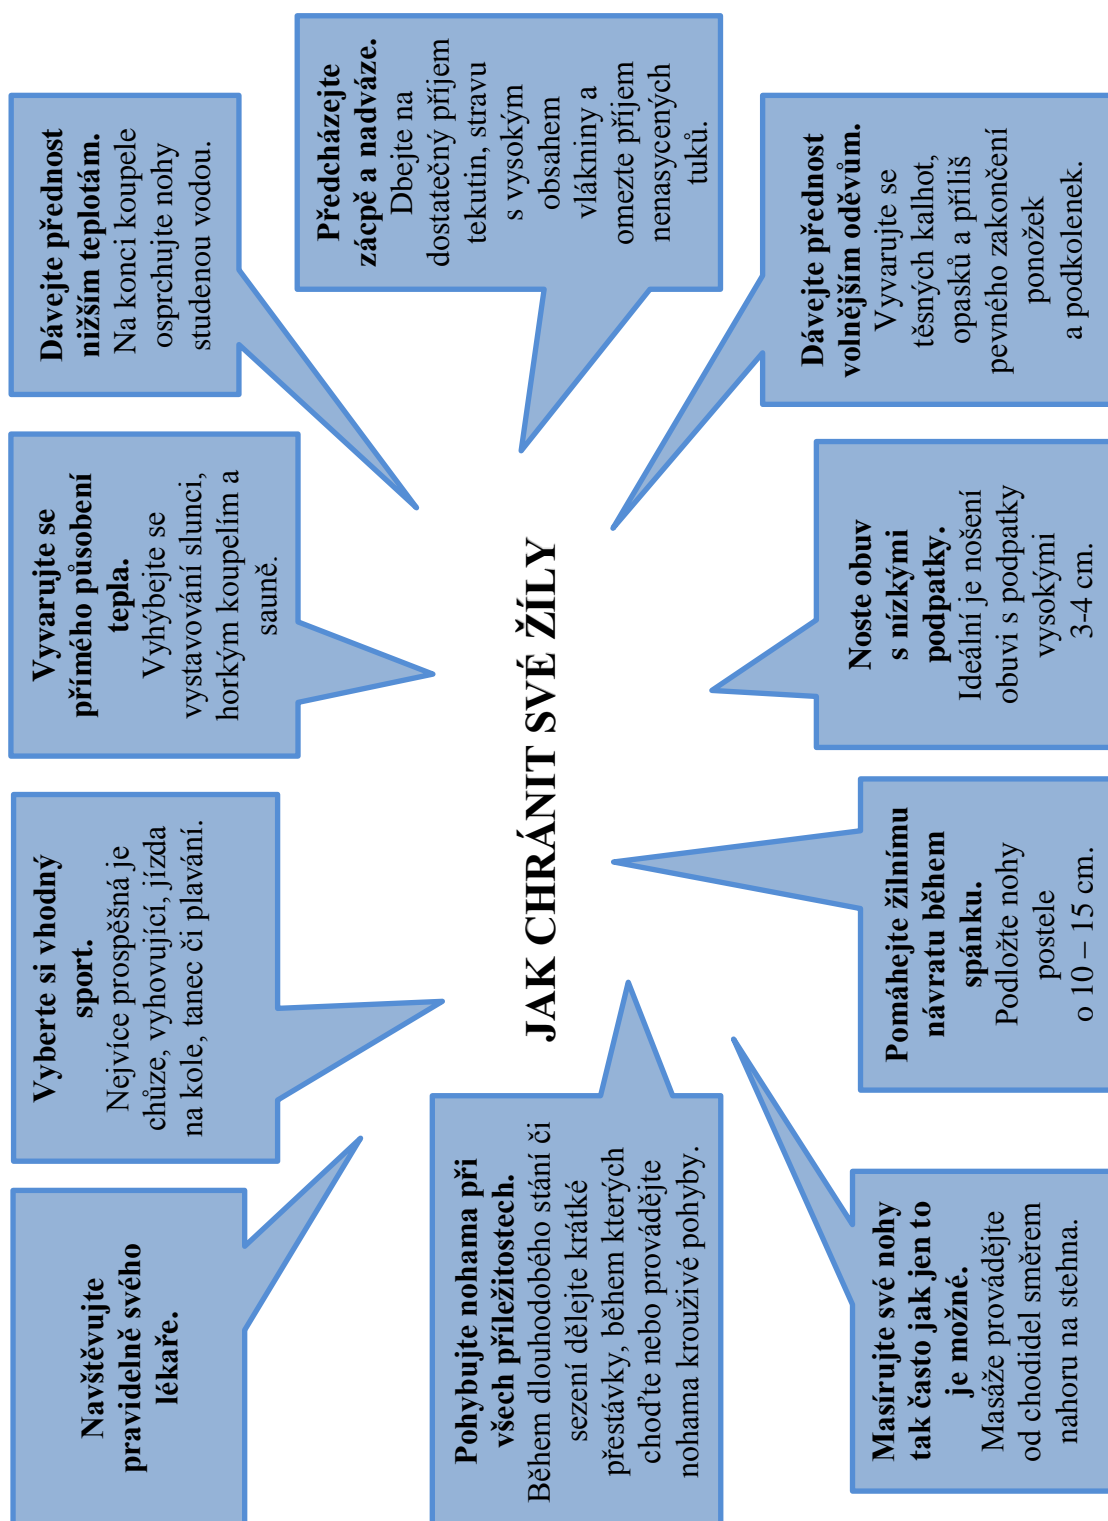 Navštěvujte
pravidelně svého
lékaře.
Vyberte si vhodný
sport.
Nejvíce prospěšná je
chůze, vyhovující, jízda
na kole, tanec či plavání.
Vyvarujte se
přímého působení
tepla.
Vyhýbejte se
vystavování slunci,
horkým koupelím a
sauně.
Dávejte přednost
nižším teplotám.
Na konci koupele
osprchujte nohy
studenou vodou.
Pohybujte nohama při
všech příležitostech.
Během dlouhodobého stání či
sezení dělejte krátké
přestávky, během kterých
choďte nebo provádějte
nohama krouživé pohyby.
JAK CHRÁNIT SVÉ ŽÍLY
Předcházejte
zácpě a nadváze.
Dbejte na
dostatečný příjem
tekutin, stravu
s vysokým
obsahem
vlákniny a
omezte příjem
nenasycených
tuků.
Masírujte své nohy
tak často jak jen to
je možné.
Masáže provádějte
od chodidel směrem
nahoru na stehna.
Pomáhejte žilnímu
návratu během
spánku.
Podložte nohy
postele
o 10 – 15 cm.
Noste obuv
s nízkými
podpatky.
Ideální je nošení
obuvi s podpatky
vysokými
3-4 cm.
Dávejte přednost
volnějším oděvům.
Vyvarujte se
těsných kalhot,
opasků a příliš
pevného zakončení
ponožek
a podkolenek.